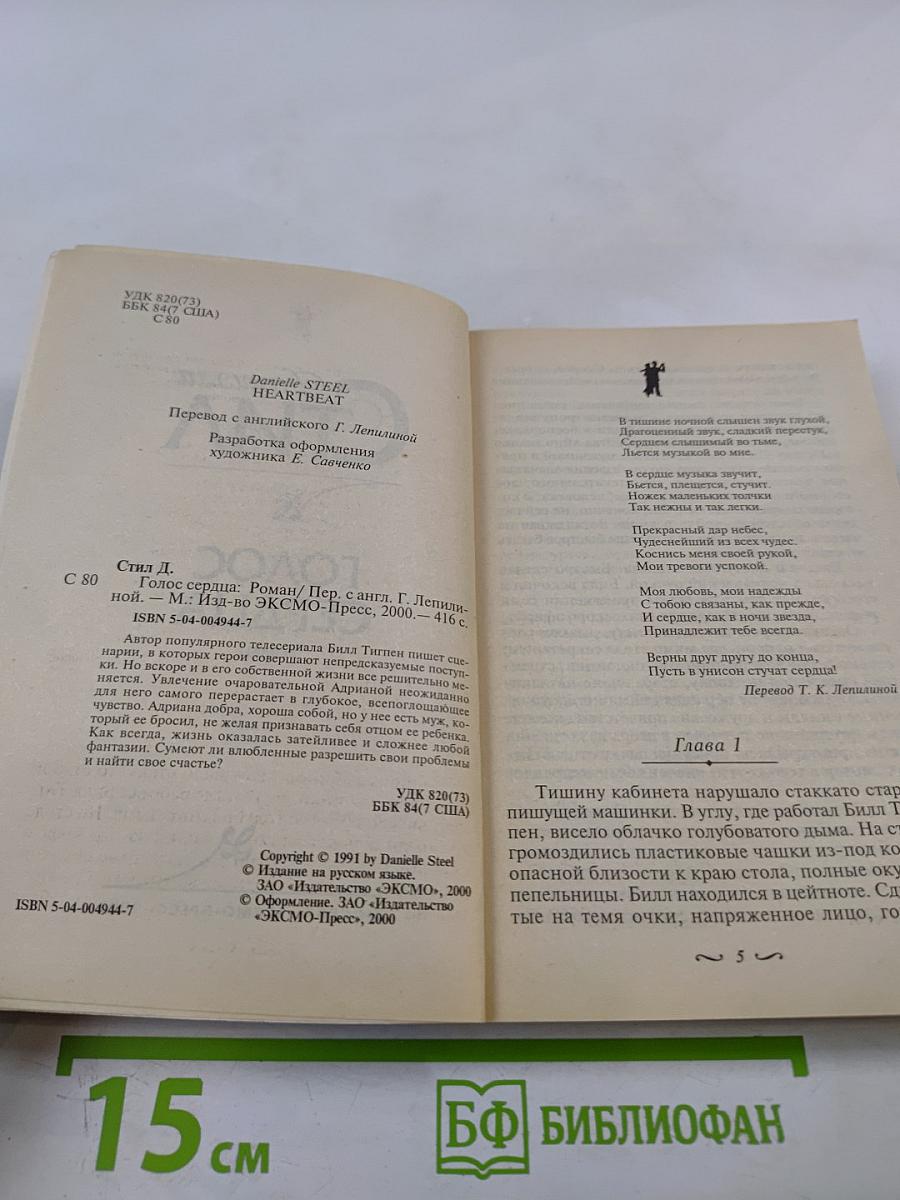 УДК 820(73)
ББК 84(7 США)
С 80
Danielle STEEL
HEARTBEAT
Перевод с английского Г. Лепилиной
Разработка оформления
художника Е. Савченко
Стил Д.
С 80
Голос сердца: Роман/ Пер. с англ. Г. Лепили-
ной. — М.: Изд-во ЭКСМО-Пресс, 2000.— 416 с.
ISBN 5-04-004944-7
Автор популярного телесериала Билл Тигпен пишет сце-
нарии, в которых герои совершают непредсказуемые поступ-
ки. Но вскоре и в его собственной жизни все решительно ме-
няется. Увлечение очаровательной Адрианой неожиданно
для него самого перерастает в глубокое, всепоглощающее
чувство. Адриана добра, хороша собой, но у нее есть муж, ко-
торый ее бросил, не желая признавать себя отцом ее ребенка.
Как всегда, жизнь оказалась затейливее и сложнее любой
фантазии. Сумеют ли влюбленные разрешить свои проблемы
и найти свое счастье?
УДК 820(73)
ББК 84(7 США)
Copyright © 1991 by Danielle Steel
© Издание на русском языке.
ЗАО «Издательство «ЭКСМО», 2000
© Оформление. ЗАО «Издательство
«ЭКСМО-Пресс», 2000
ISBN 5-04-004944-7
В тишине ночной слышен звук глухой,
Драгоценный звук, сладкий перестук,
Сердцем слышимый во тьме,
Льется музыкой во мне.
В сердце музыка звучит,
Бьется, плещется, стучит.
Ножек маленьких толчки
Так нежны и так легки.
Прекрасный дар небес,
Чудеснейший из всех чудес.
Коснись меня своей рукой,
Мои тревоги успокой.
Моя любовь, мои надежды
С тобою связаны, как прежде,
И сердце, как в ночи звезда,
Принадлежит тебе всегда.
Верны друг другу до конца,
Пусть в унисон стучат сердца!
Перевод Т. К. Лепилиной
Глава 1
Тишину кабинета нарушало стаккато стар
пишущей машинки. В углу, где работал Билл Т
пен, висело облачко голубоватого дыма. На ст
громоздились пластиковые чашки из-под ко
опасной близости к краю стола, полные оку
пепельницы. Билл находился в цейтноте. Сд
тые на темя очки, напряженное лицо, го
5
15 см
БФ БИБЛИОФАН